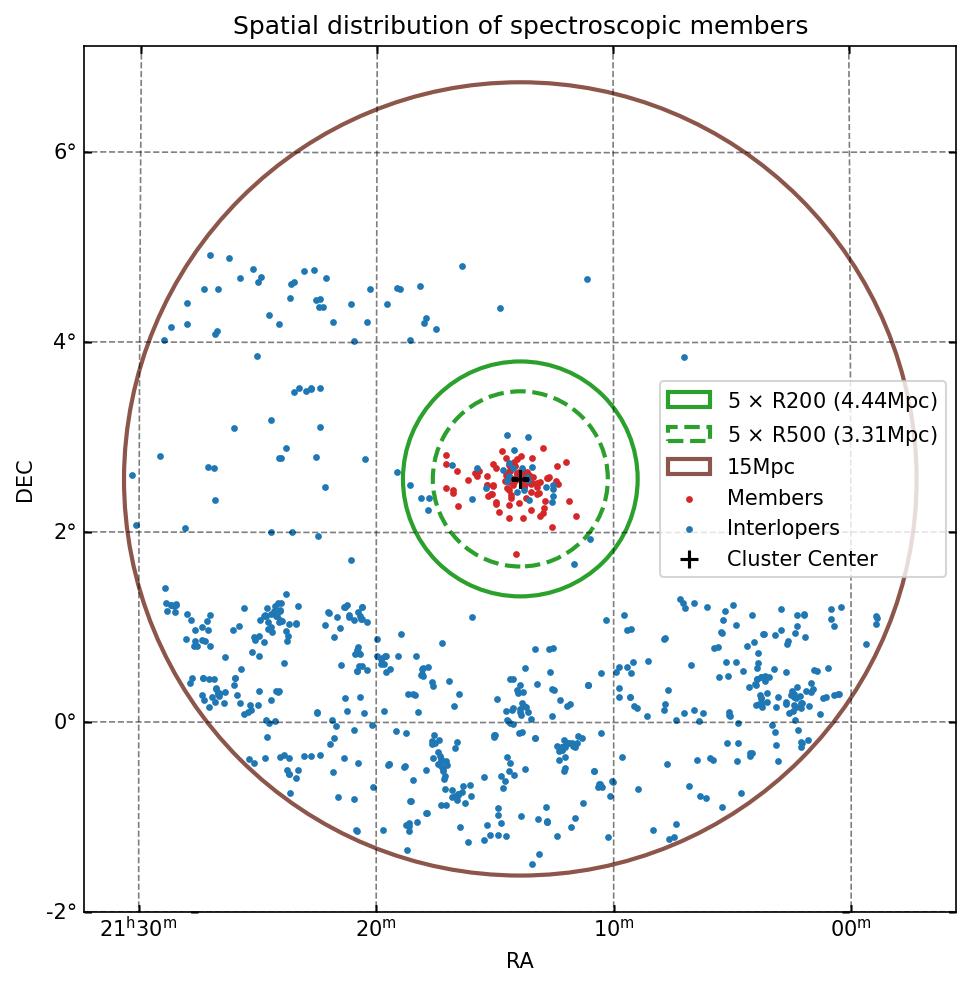 Spatial distribution of spectroscopic members
6°
4°
2°
0°
-2°
DEC
5 × R200 (4.44Mpc)
5 × R500 (3.31Mpc)
15Mpc
Members
Interlopers
Cluster Center
21ʰ30ᵐ 20ᵐ 10ᵐ 00ᵐ
RA